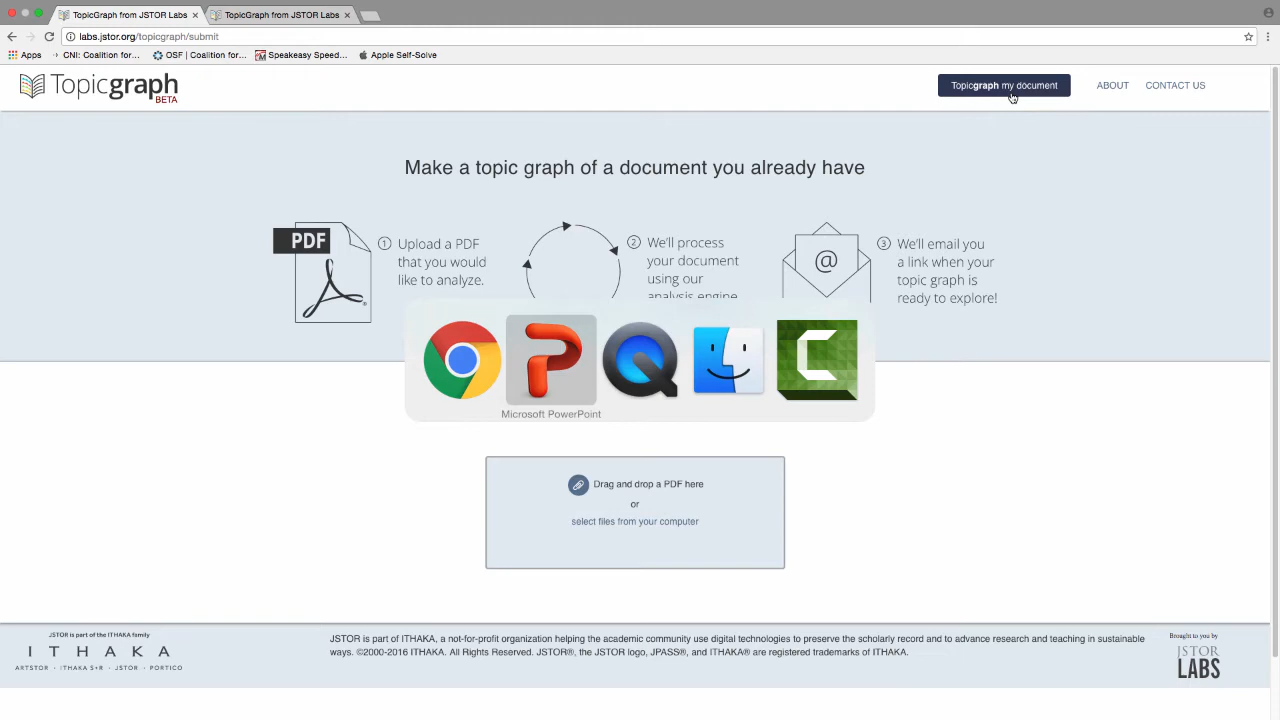 TopicGraph from JSTOR Labs
TopicGraph from JSTOR Labs
labs.jstor.org/topicgraph/submit
Apps
CNI: Coalition for...
OSF | Coalition for...
Speakeasy Speed...
Apple Self-Solve
Topicgraph
BETA
Topicgraph my document
ABOUT
CONTACT US
Make a topic graph of a document you already have
PDF
1 Upload a PDF
that you would
like to analyze.
2 We'll process
your document
using our
analysis engine
@
3 We'll email you
a link when your
topic graph is
ready to explore!
Microsoft PowerPoint
Drag and drop a PDF here
or
select files from your computer
JSTOR is part of the ITHAKA family
ITHAKA
ARTSTOR · ITHAKA S+R · JSTOR · PORTICO
JSTOR is part of ITHAKA, a not-for-profit organization helping the academic community use digital technologies to preserve the scholarly record and to advance research and teaching in sustainable
ways. ©2000-2016 ITHAKA. All Rights Reserved. JSTOR®, the JSTOR logo, JPASS®, and ITHAKA® are registered trademarks of ITHAKA.
Brought to you by
JSTOR
LABS